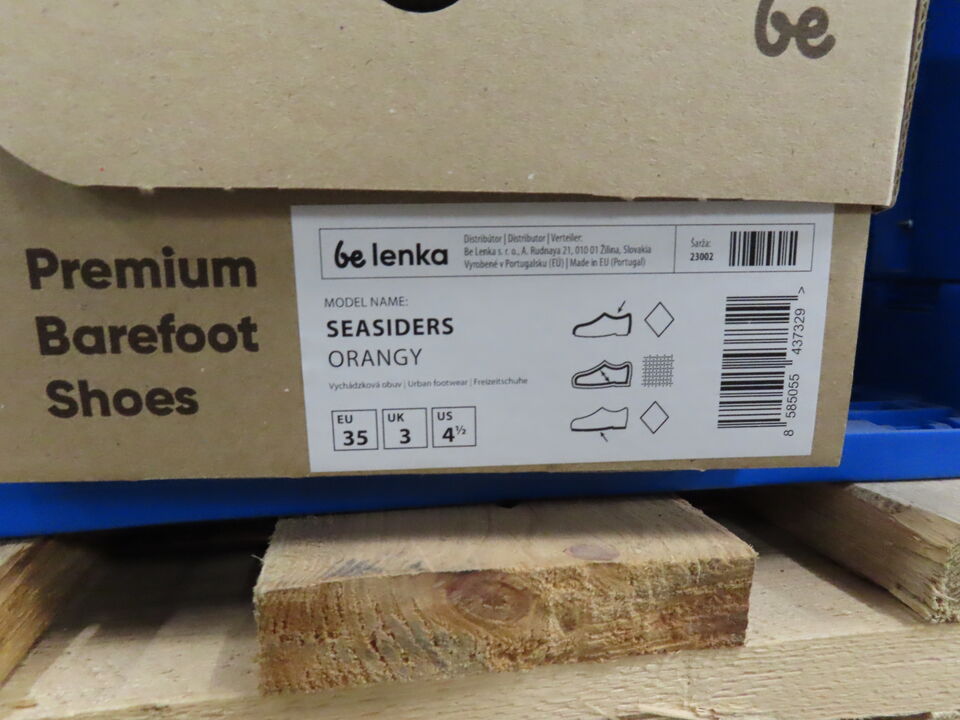 be
Premium
Barefoot
Shoes
be lenka
Distribútor | Distributor | Verteiler:
Be Lenka s. r. o., A. Rudnaya 21, 010 01 Žilina, Slovakia
Vyrobené v Portugalsku (EÚ) | Made in EU (Portugal)
Šarža:
23002
MODEL NAME:
SEASIDERS
ORANGY
Vychádzková obuv | Urban footwear | Freizeitschuhe
EU
35
UK
3
US
4½
8 585055 437329 >